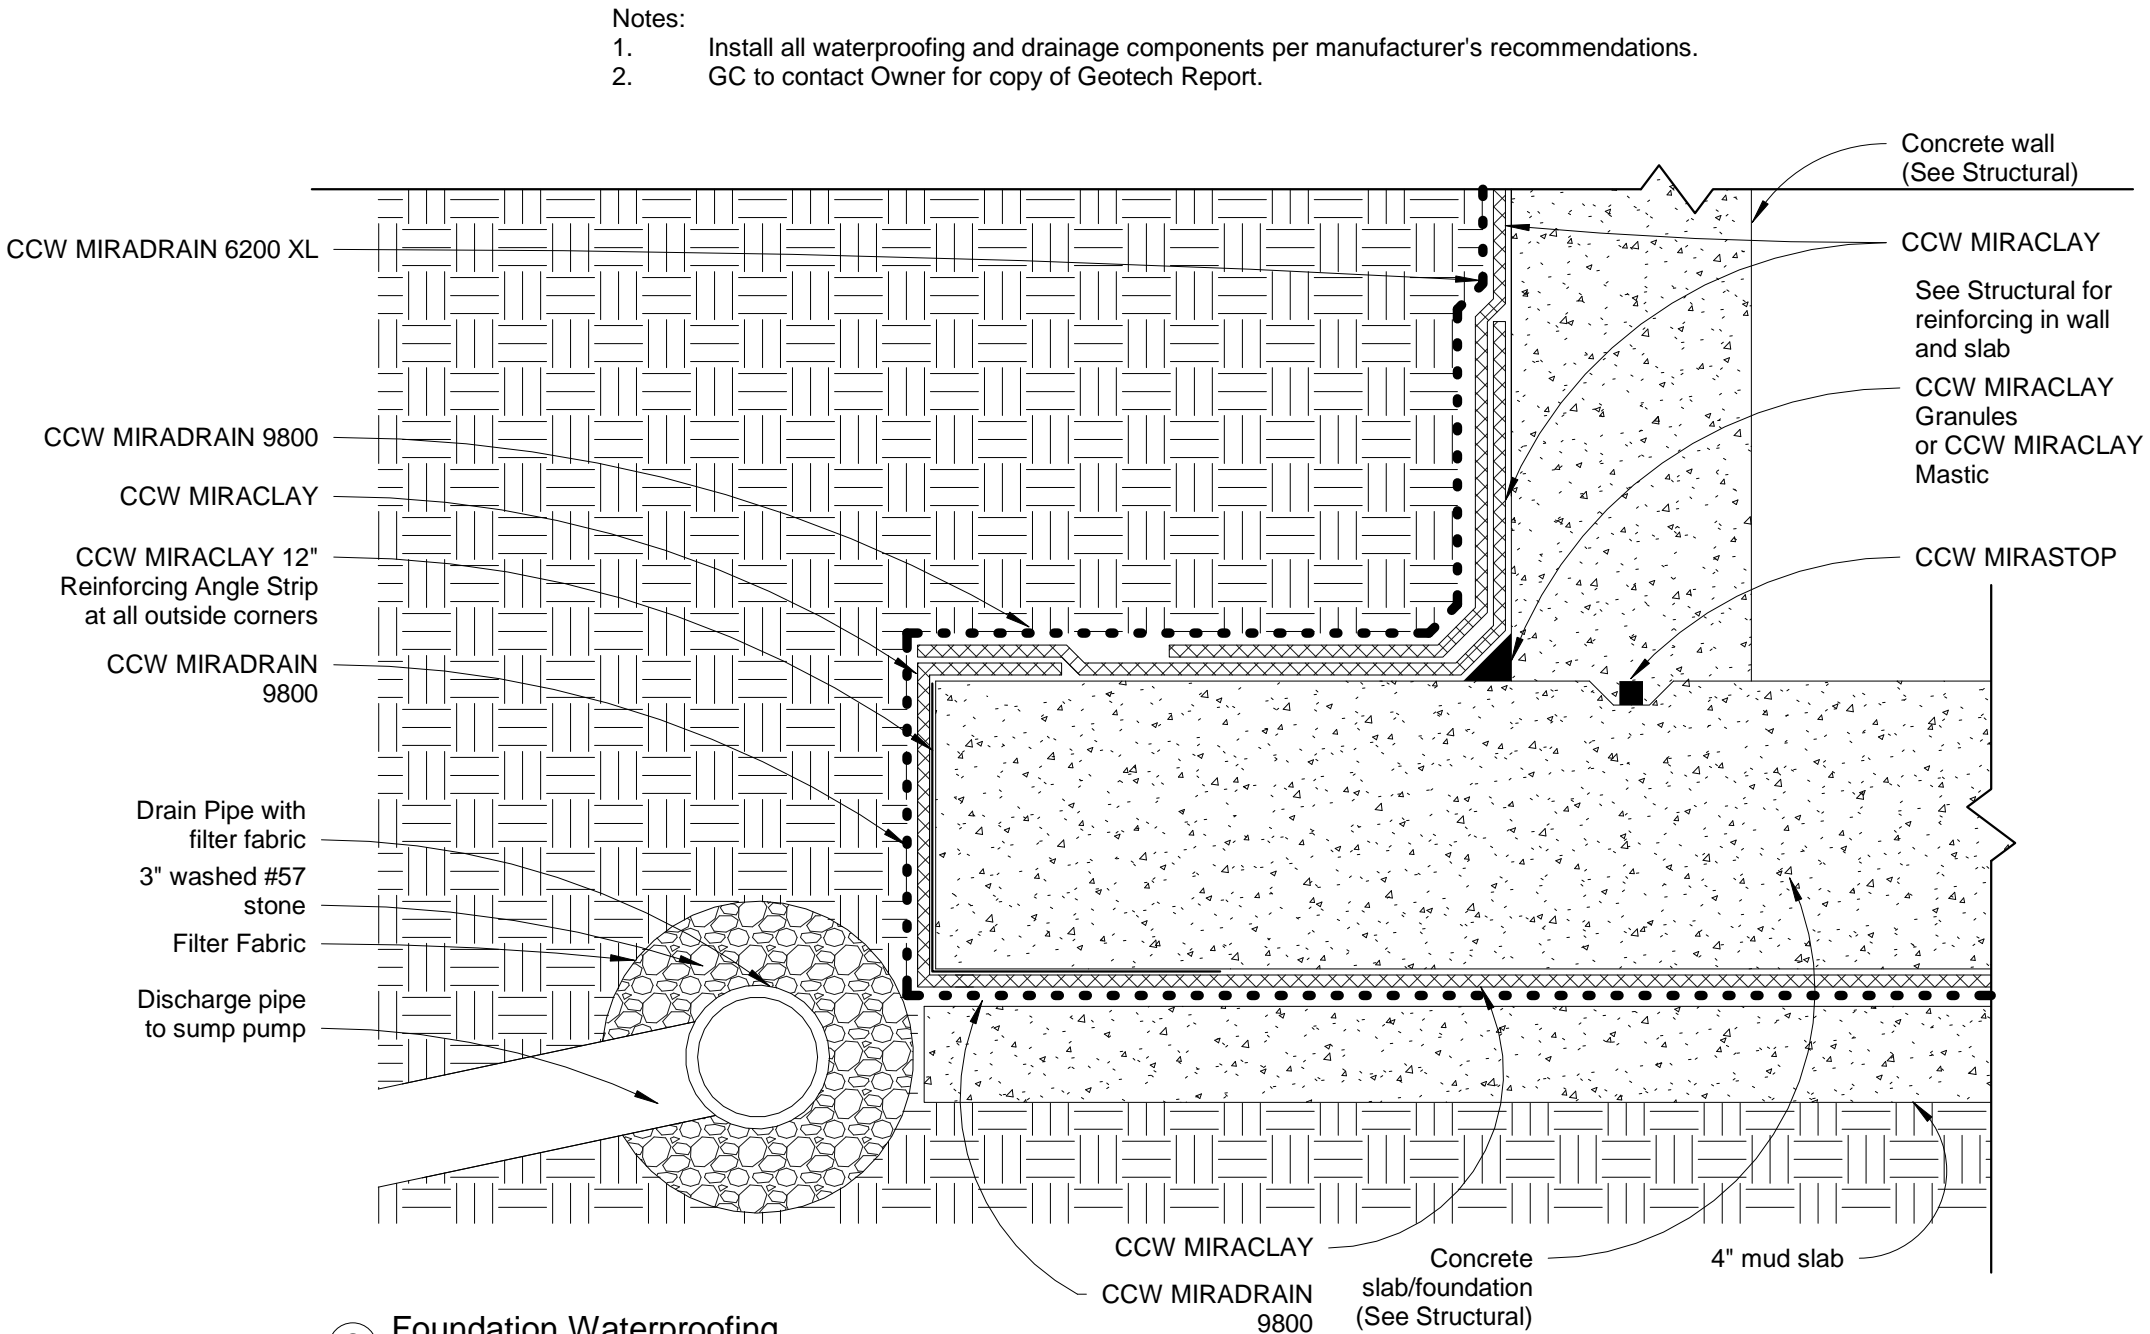 Notes:
1. Install all waterproofing and drainage components per manufacturer's recommendations.
2. GC to contact Owner for copy of Geotech Report.
Concrete wall
(See Structural)
CCW MIRACLAY
See Structural for
reinforcing in wall
and slab
CCW MIRACLAY
Granules
or CCW MIRACLAY
Mastic
CCW MIRASTOP
CCW MIRADRAIN 6200 XL
CCW MIRADRAIN 9800
CCW MIRACLAY
CCW MIRACLAY 12"
Reinforcing Angle Strip
at all outside corners
CCW MIRADRAIN
9800
Drain Pipe with
filter fabric
3" washed #57
stone
Filter Fabric
Discharge pipe
to sump pump
CCW MIRACLAY
CCW MIRADRAIN
9800
Concrete
slab/foundation
(See Structural)
4" mud slab
Foundation Waterproofing